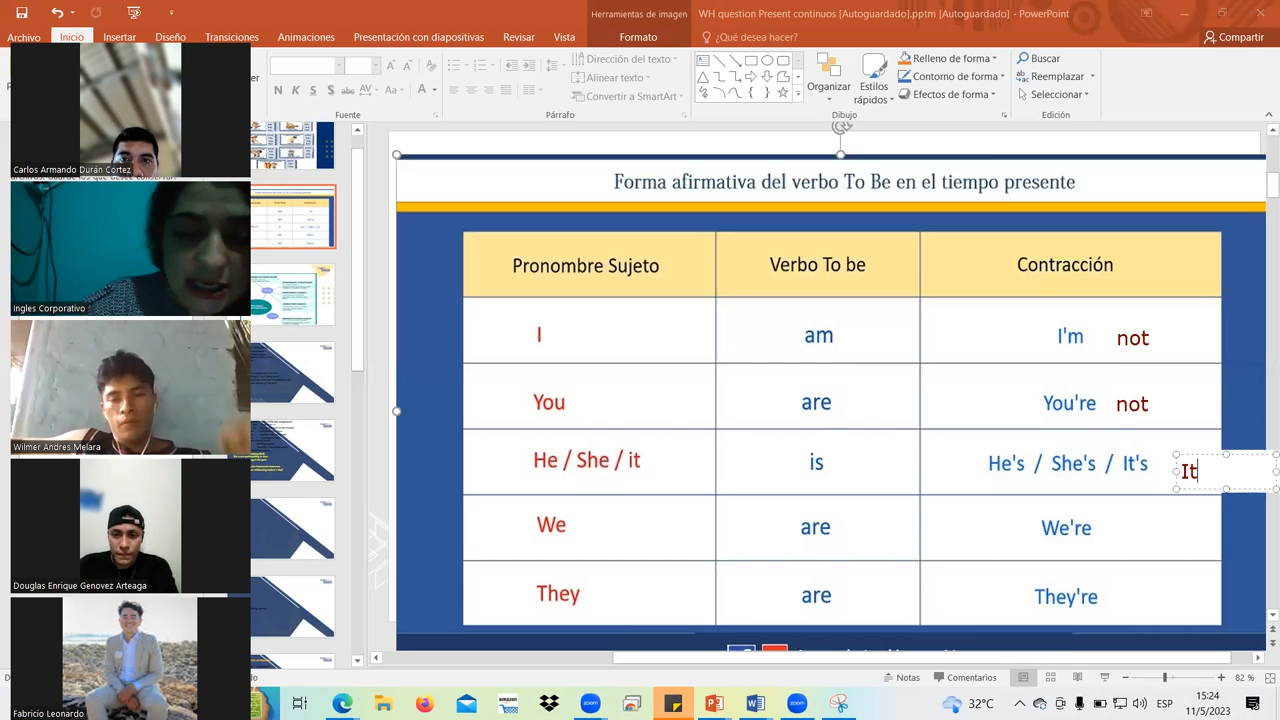 Herramientas de imagen
WH question present continuous [Autoguardado].pptm [Autoguardado] - PowerPoint
Archivo Inicio Insertar Diseño Transiciones Animaciones Presentación con diapositivas Revisar Vista Formato ¿Qué desea hacer? Compartir
Dirección del texto
Alinear texto
Convertir a SmartArt
Organizar
Estilos rápidos
Relleno de forma
Contorno de forma
Efectos de forma
Buscar
Reemplazar
Seleccionar
Fuente Párrafo Dibujo Edición
Carlos Armando Durán Cortez
Ingles Corporativo
Wilmer Andres Melara
Douglas Enrique Genovez Arteaga
Fabricio Leonardo
Forma afirmativa del verbo To Be en el tiempo presente
Pronombre Sujeto Verbo To be Contracción
I am I'm not
You are You're not
He / She / it is He's / She's / It's It
We are We're
They are They're
Notas Comentarios 82 %
amazon zoom zoom
32°C ESP 15:24
11/5/2023